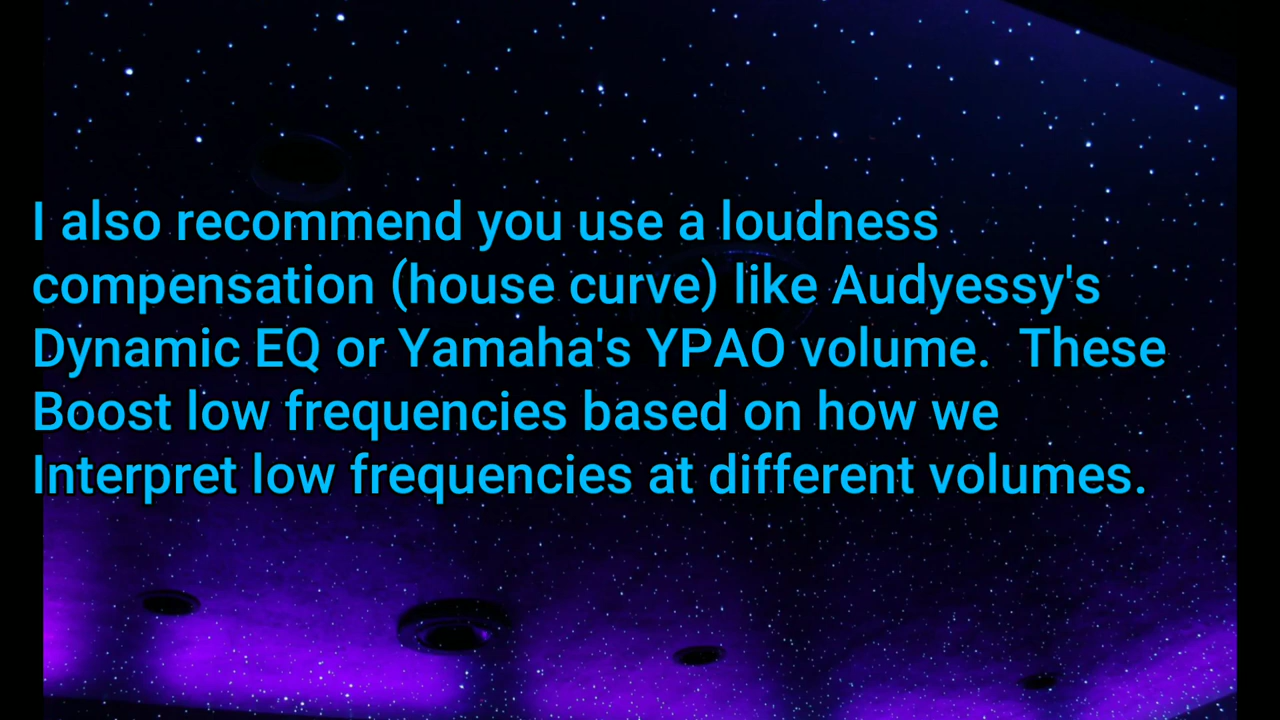 I also recommend you use a loudness
compensation (house curve) like Audyessy's
Dynamic EQ or Yamaha's YPAO volume.  These
Boost low frequencies based on how we
Interpret low frequencies at different volumes.